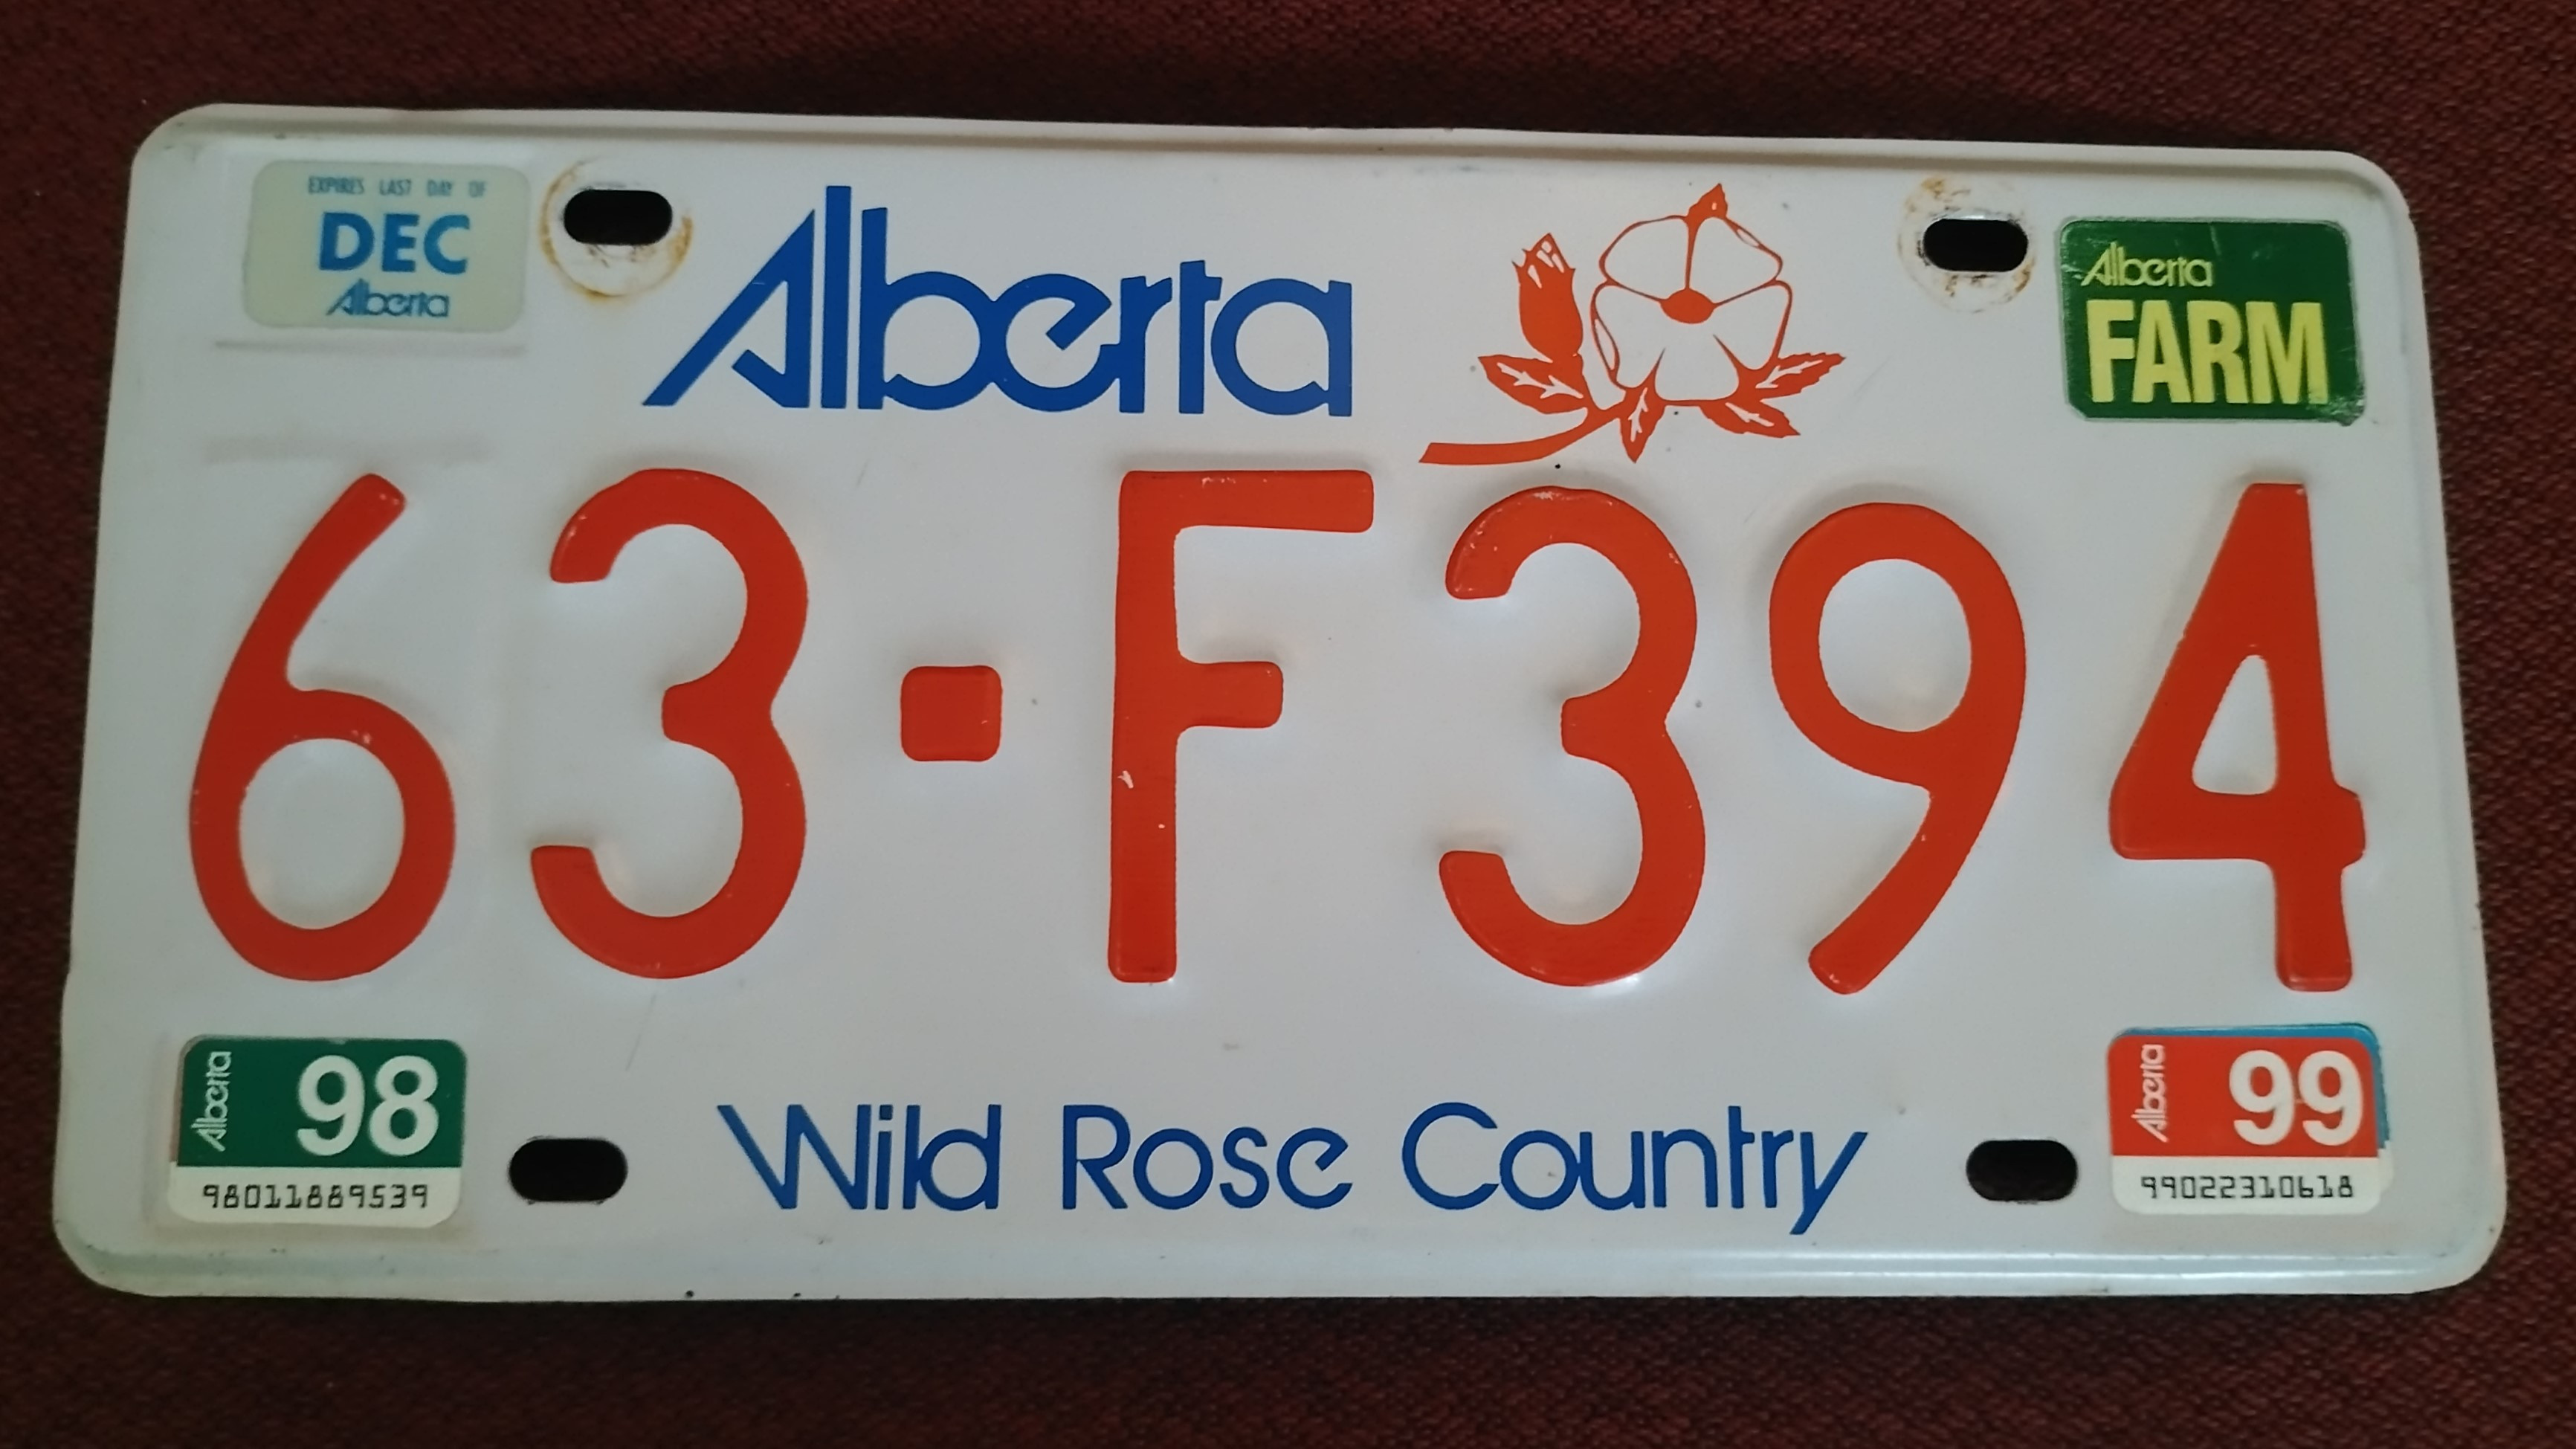 EXPIRES LAST DAY OF
DEC
Alberta
Alberta
Alberta
FARM
63-F394
Alberta 98
98011889539
Wild Rose Country
Alberta 99
99022310618